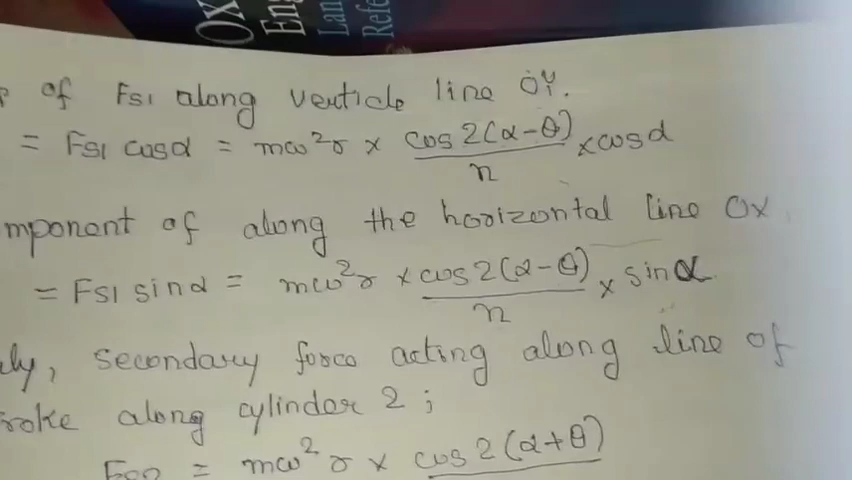 Ox
En
Lan
Refe
of Fs1 along verticle line OY.
= Fs1 cosα = mω²r × cos 2(α-θ)/n × cosα
mponent of along the horizontal line OX
= Fs1 sinα = mω²r × cos 2(α-θ)/n × sinα
ly, secondary force acting along line of
roke along cylinder 2 ;
= mω²r × cos 2(α+θ)